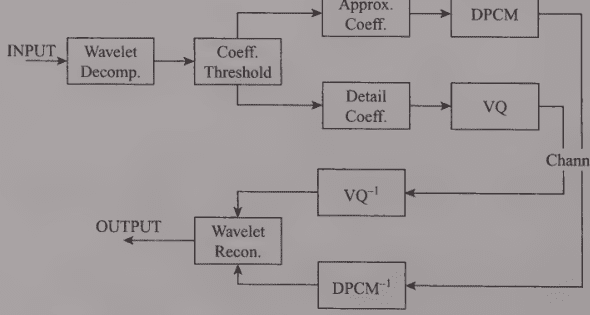 Approx.
Coeff.
DPCM
INPUT
Wavelet
Decomp.
Coeff.
Threshold
Detail
Coeff.
VQ
Chann
VQ⁻¹
OUTPUT
Wavelet
Recon.
DPCM⁻¹